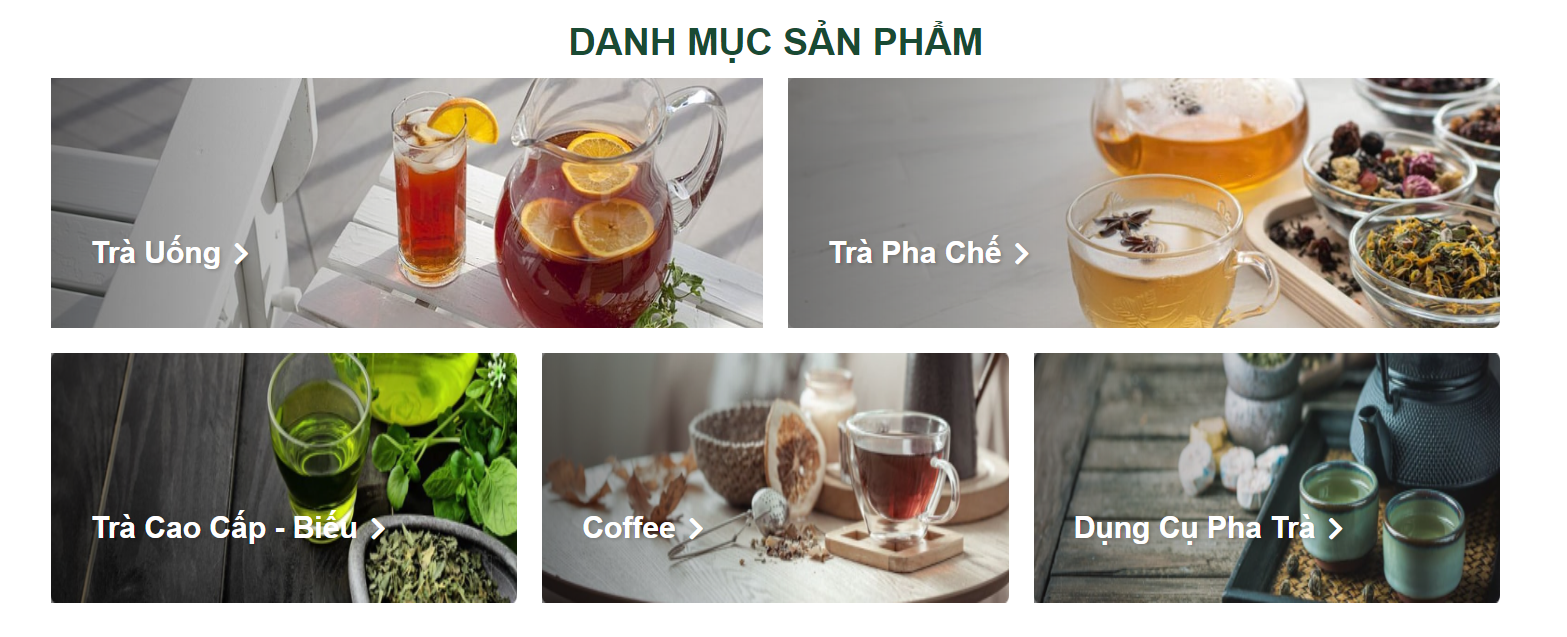 DANH MỤC SẢN PHẨM
Trà Uống
Trà Pha Chế
Trà Cao Cấp - Biếu
Coffee
Dụng Cụ Pha Trà